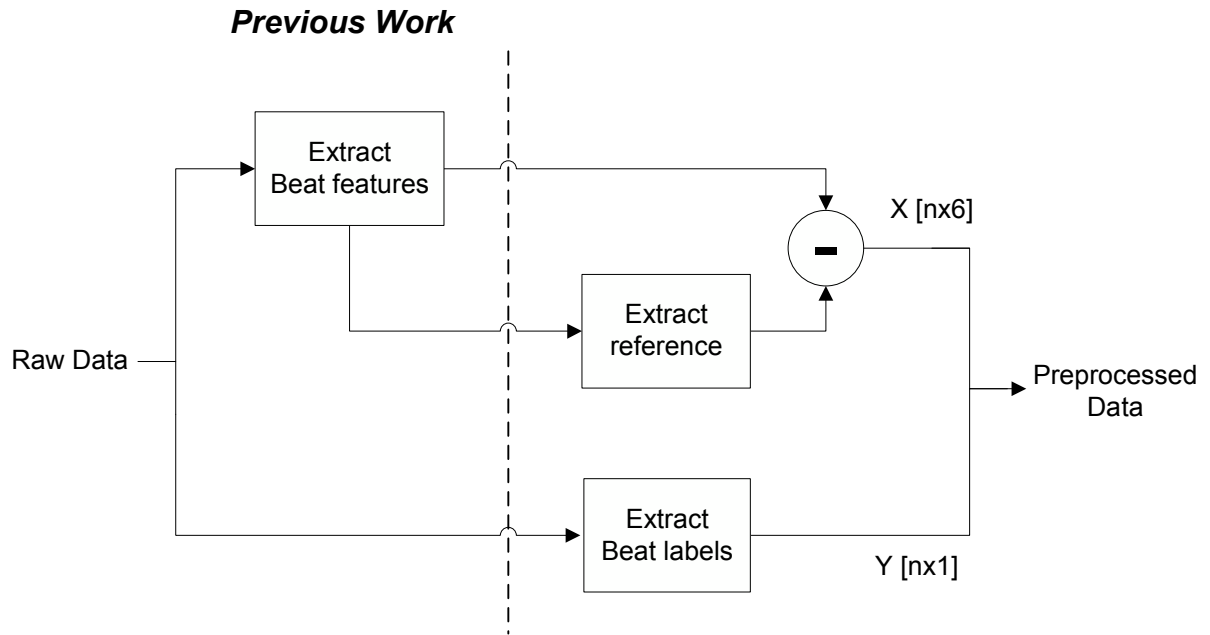 Previous Work
Extract
Beat features
X [nx6]
-
Extract
reference
Raw Data
Preprocessed
Data
Extract
Beat labels
Y [nx1]